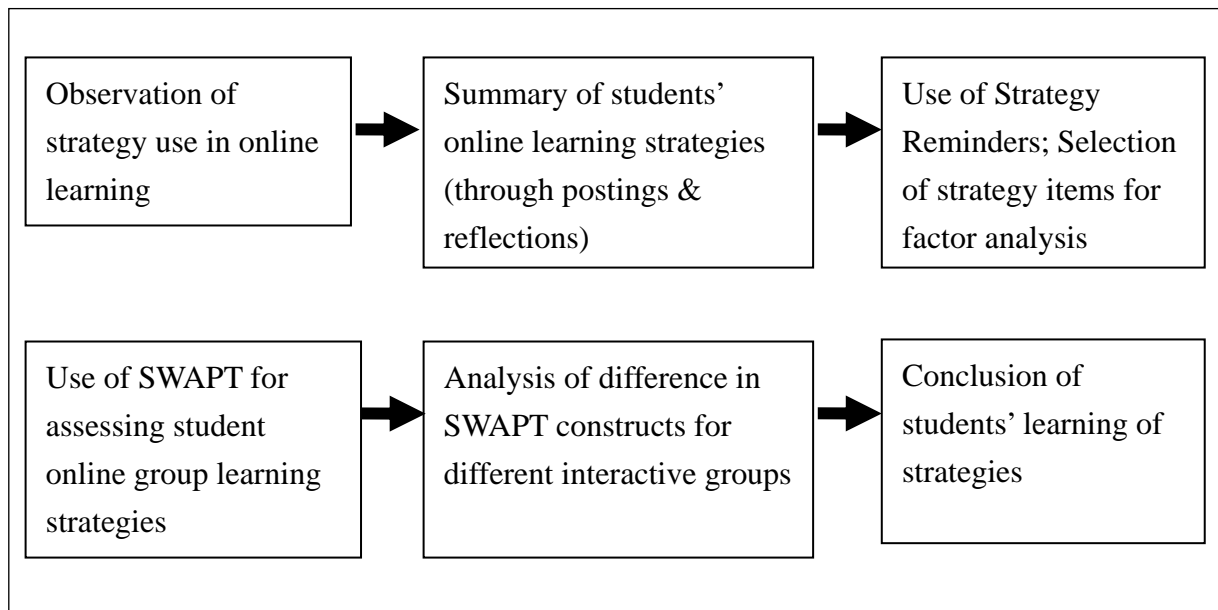 Observation of
strategy use in online
learning
Summary of students’
online learning strategies
(through postings &
reflections)
Use of Strategy
Reminders; Selection
of strategy items for
factor analysis
Use of SWAPT for
assessing student
online group learning
strategies
Analysis of difference in
SWAPT constructs for
different interactive groups
Conclusion of
students’ learning of
strategies